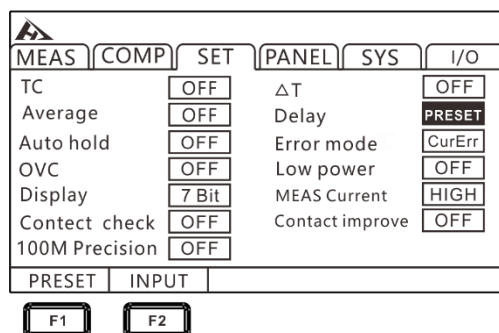 MEAS COMP SET PANEL SYS I/O
TC OFF ΔT OFF
Average OFF Delay PRESET
Auto hold OFF Error mode CurErr
OVC OFF Low power OFF
Display 7 Bit MEAS Current HIGH
Contect check OFF Contact improve OFF
100M Precision OFF
PRESET INPUT
F1 F2